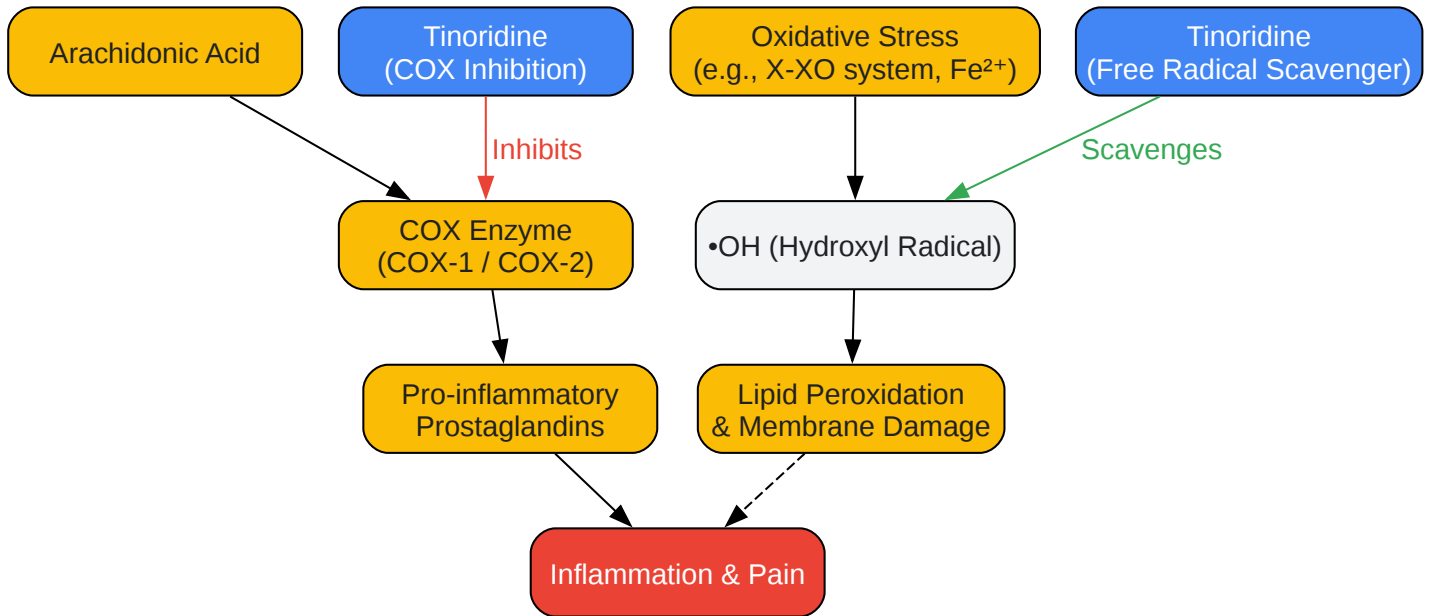 Arachidonic Acid
Tinoridine
(COX Inhibition)
Oxidative Stress
(e.g., X-XO system, Fe²⁺)
Tinoridine
(Free Radical Scavenger)
Inhibits
Scavenges
COX Enzyme
(COX-1 / COX-2)
•OH (Hydroxyl Radical)
Pro-inflammatory
Prostaglandins
Lipid Peroxidation
& Membrane Damage
Inflammation & Pain